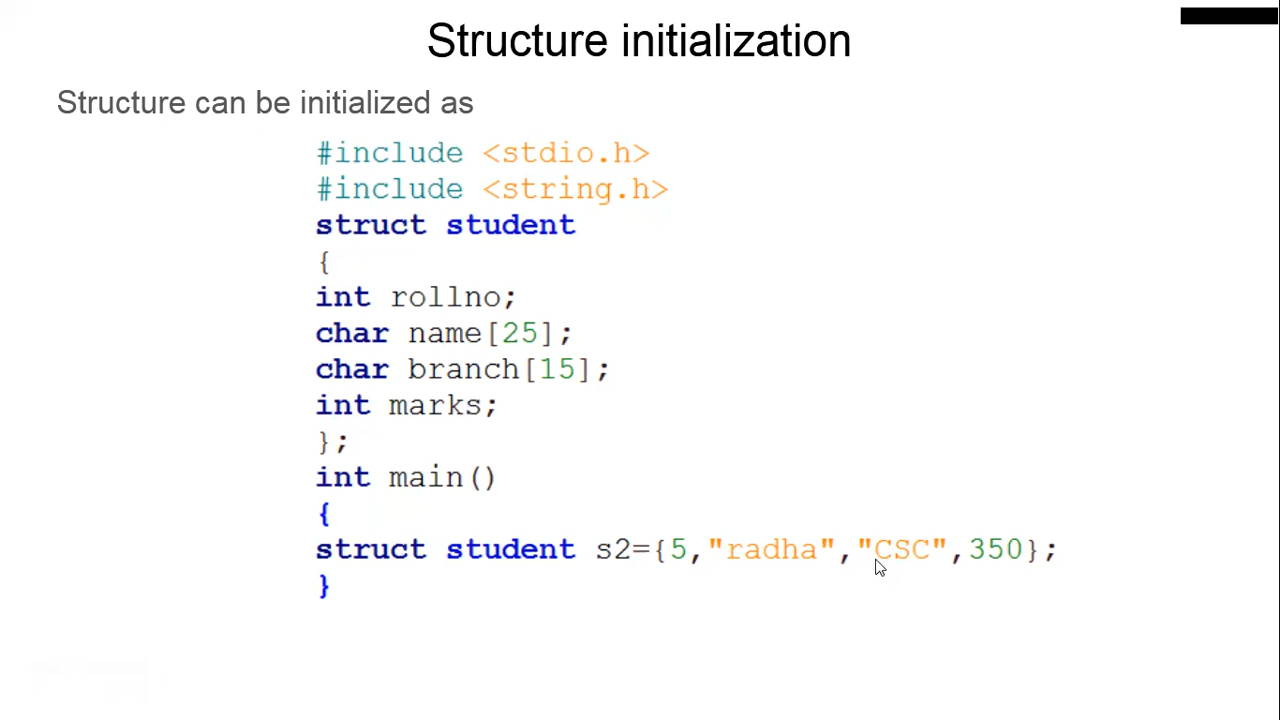 Structure initialization
Structure can be initialized as
#include <stdio.h>
#include <string.h>
struct student
{
int rollno;
char name[25];
char branch[15];
int marks;
};
int main()
{
struct student s2={5,"radha","CSC",350};
}